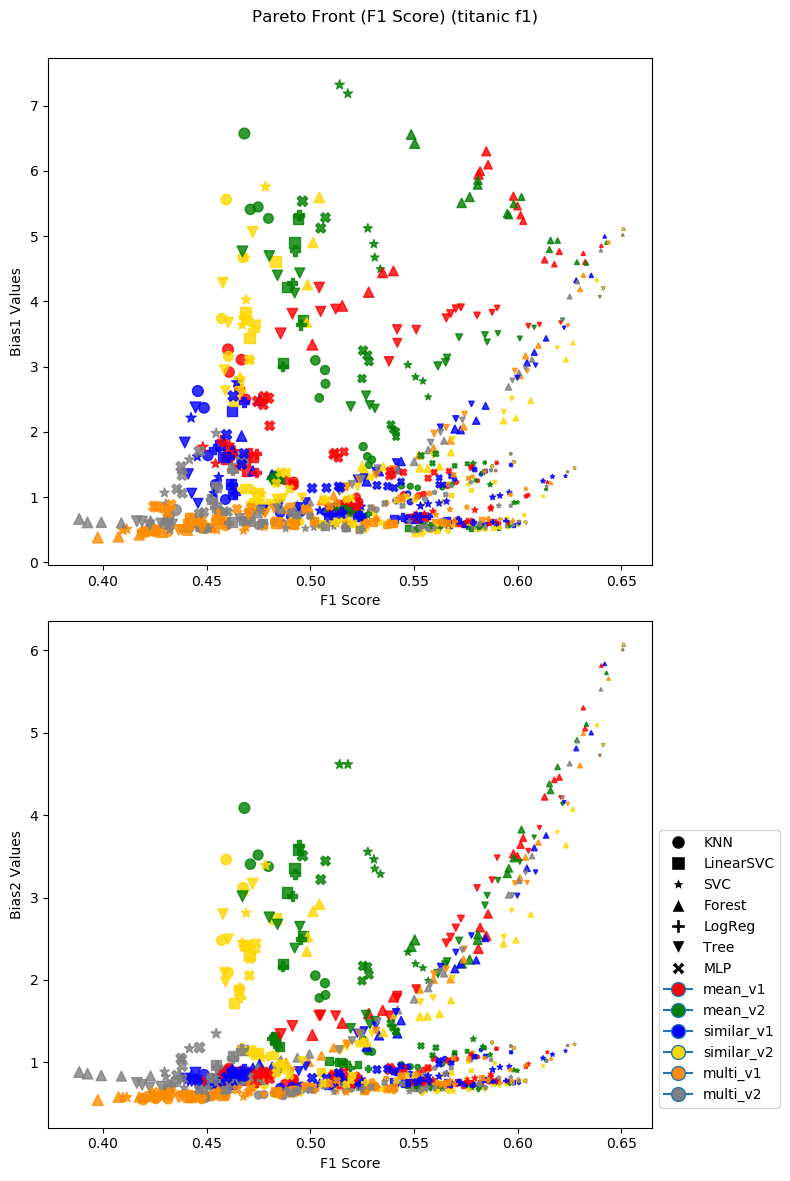 Pareto Front (F1 Score) (titanic f1)
7
6
5
4
3
2
1
0
Bias1 Values
0.40 0.45 0.50 0.55 0.60 0.65
F1 Score
6
5
4
3
2
1
Bias2 Values
0.40 0.45 0.50 0.55 0.60 0.65
F1 Score
KNN
LinearSVC
SVC
Forest
LogReg
Tree
MLP
mean_v1
mean_v2
similar_v1
similar_v2
multi_v1
multi_v2